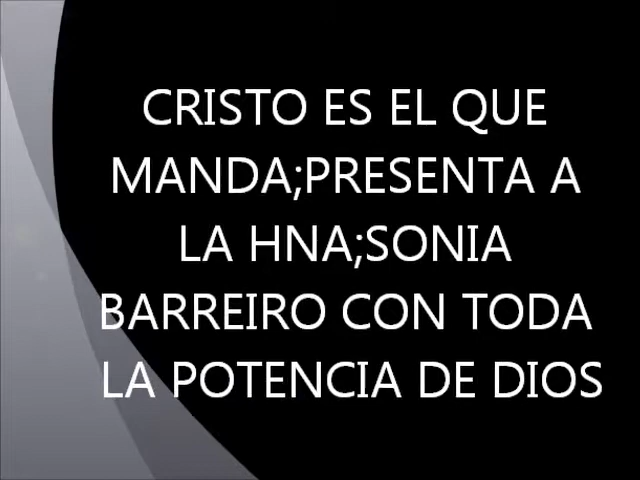 CRISTO ES EL QUE
MANDA;PRESENTA A
LA HNA;SONIA
BARREIRO CON TODA
LA POTENCIA DE DIOS